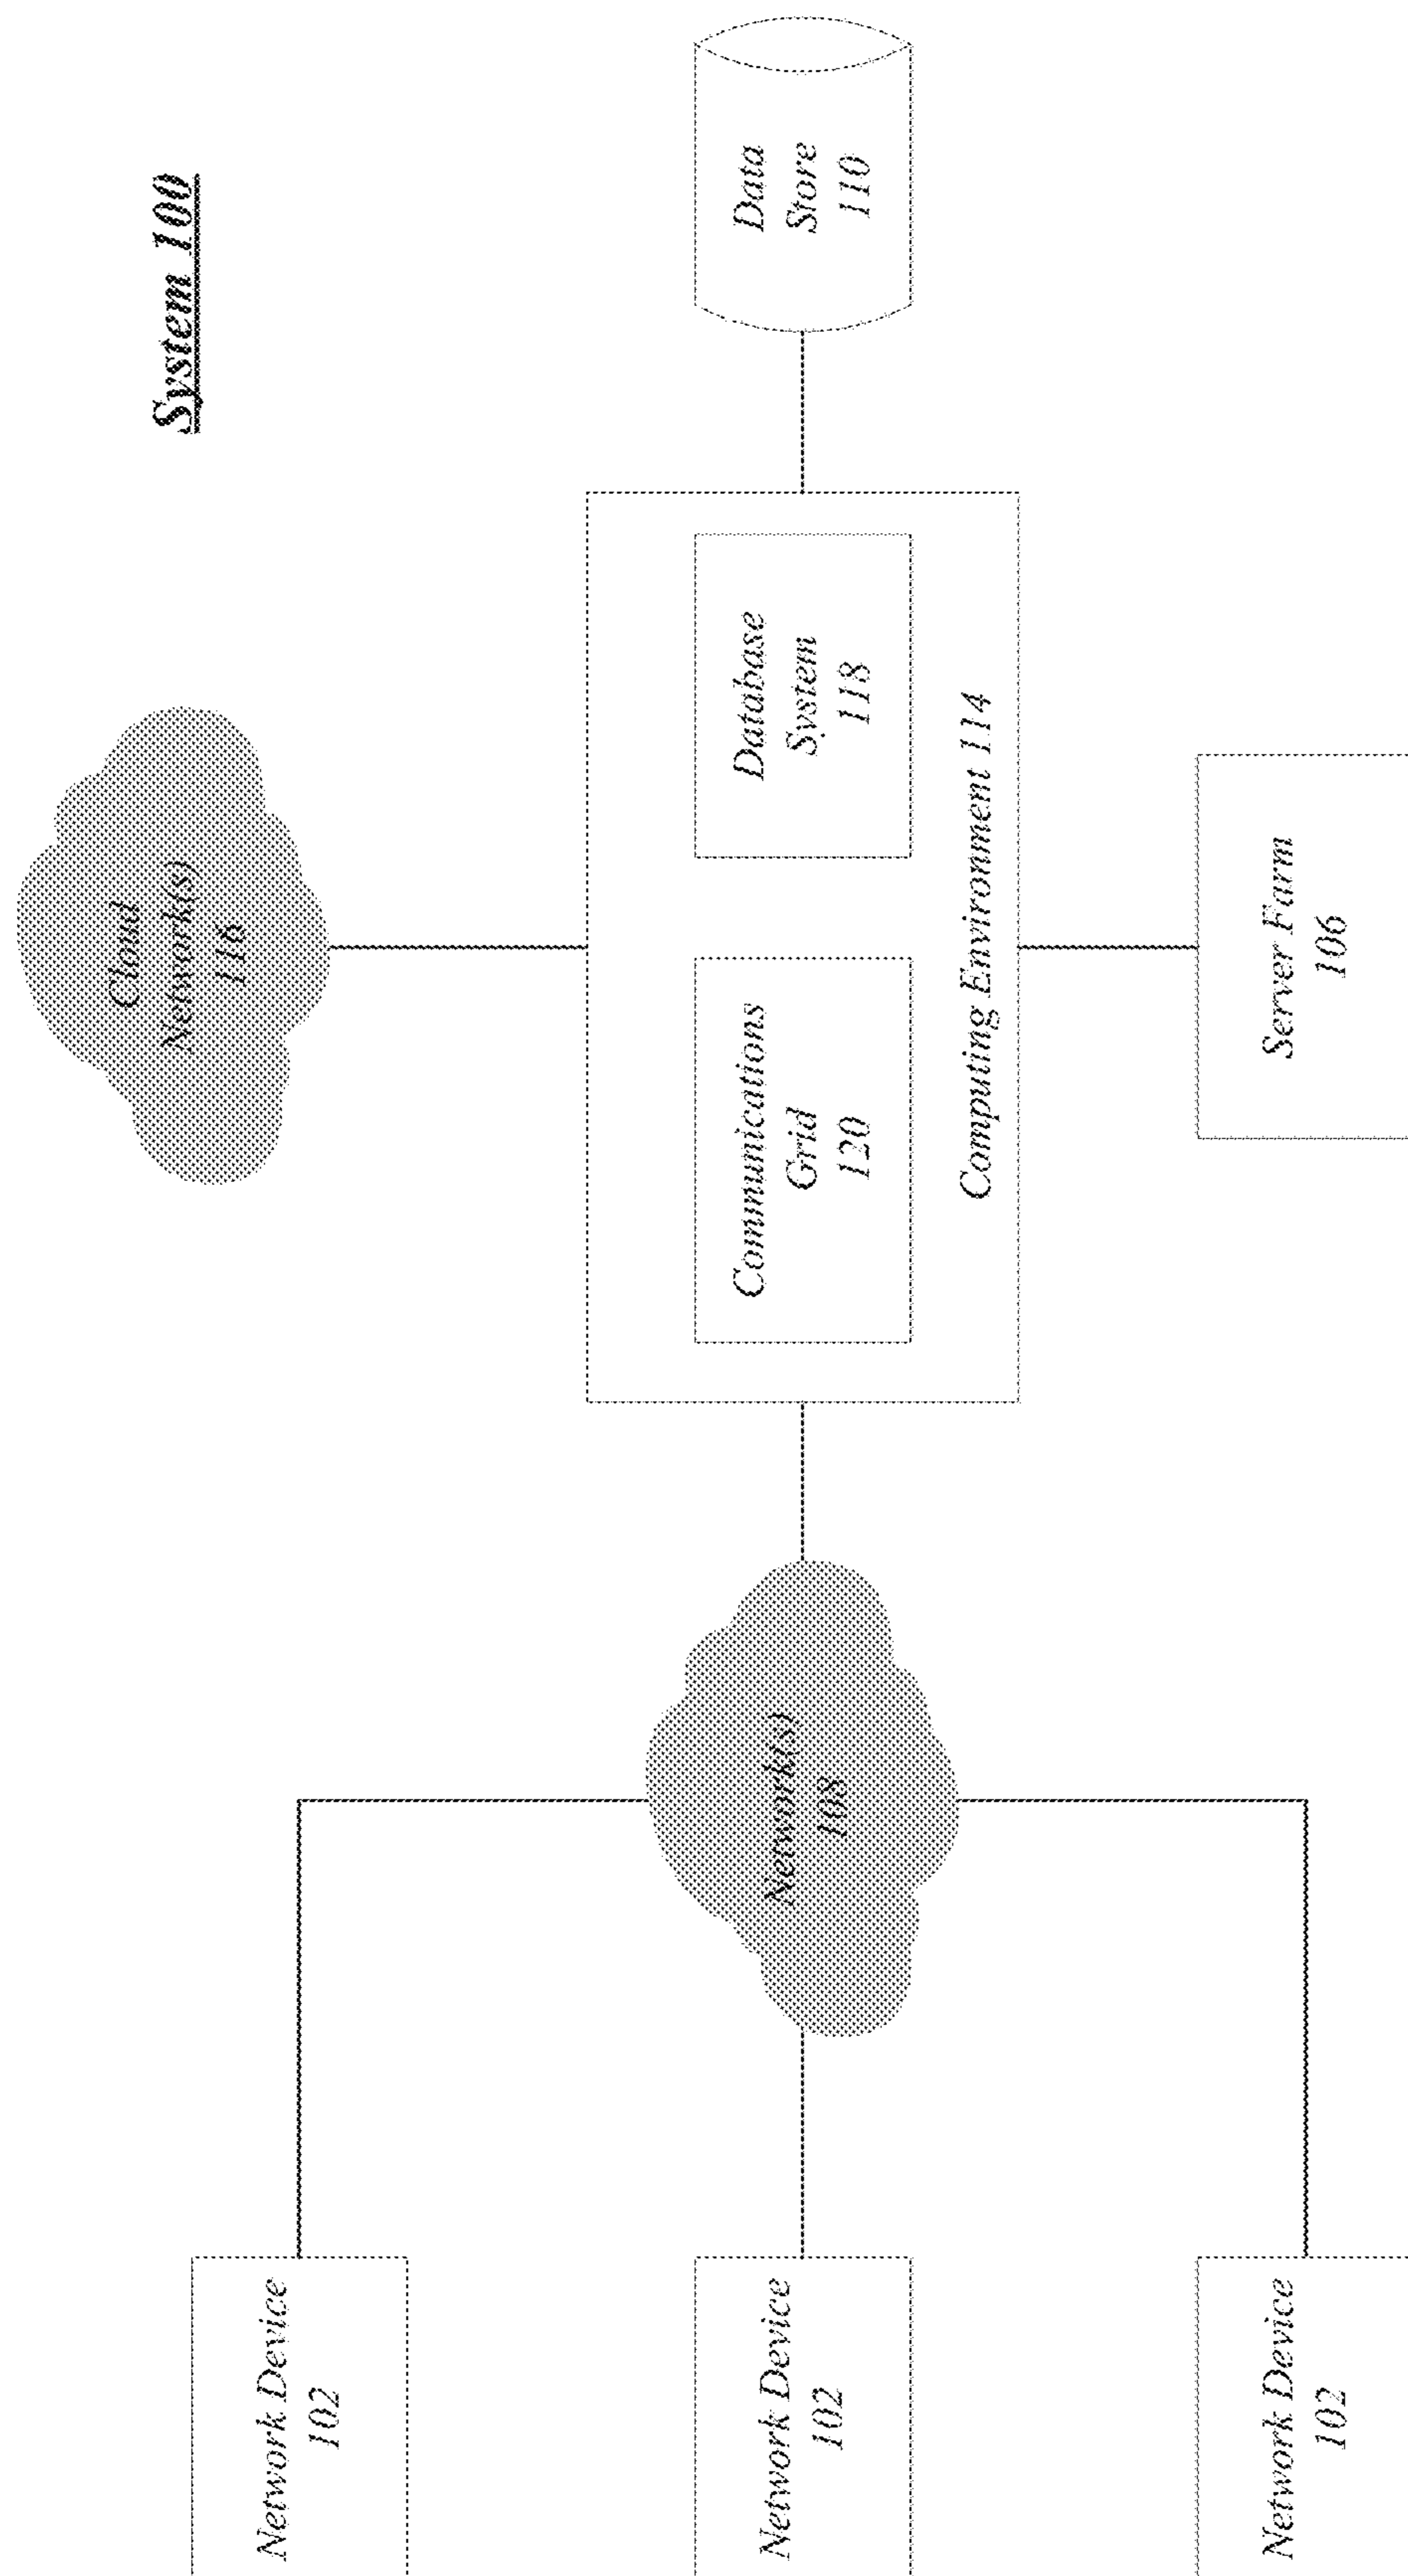 System 100
Cloud
Network(s)
116
Network Device
102
Network Device
102
Network(s)
108
Communications
Grid
120
Database
System
118
Computing Environment 114
Data
Store
110
Network Device
102
Server Farm
106